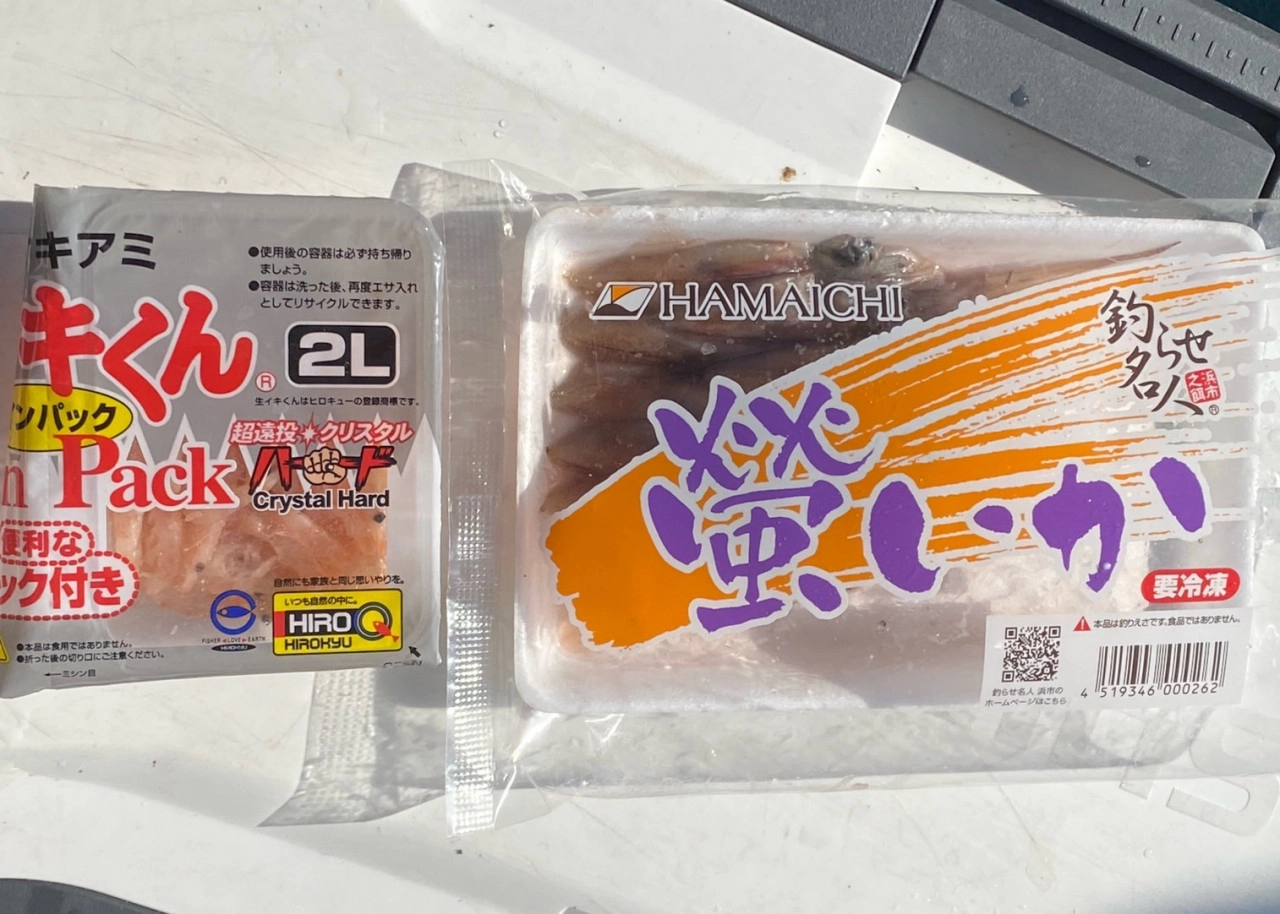 キアミ
キくん®
ンパック
n Pack
便利な
ック付き
●本品は食用ではありません。
●折った後の切り口にご注意ください。
←ミシン目
●使用後の容器は必ず持ち帰り
ましょう。
●容器は洗った後、再度エサ入れ
としてリサイクルできます。
2L
生イキくんはヒロキューの登録商標です。
超遠投クリスタル
ハード
Crystal Hard
自然にも家族と同じ思いやりを。
いつも自然の中に。
HIROQ
HIROKYU
FISHER LOVE EARTH
HIROKYU
HAMAICHI
釣らせ
名人
浜市
之餌
®
螢いか
要冷凍
本品は釣りえさです。食品ではありません。
釣らせ名人 浜市の
ホームページはこちら
4 519346 000262